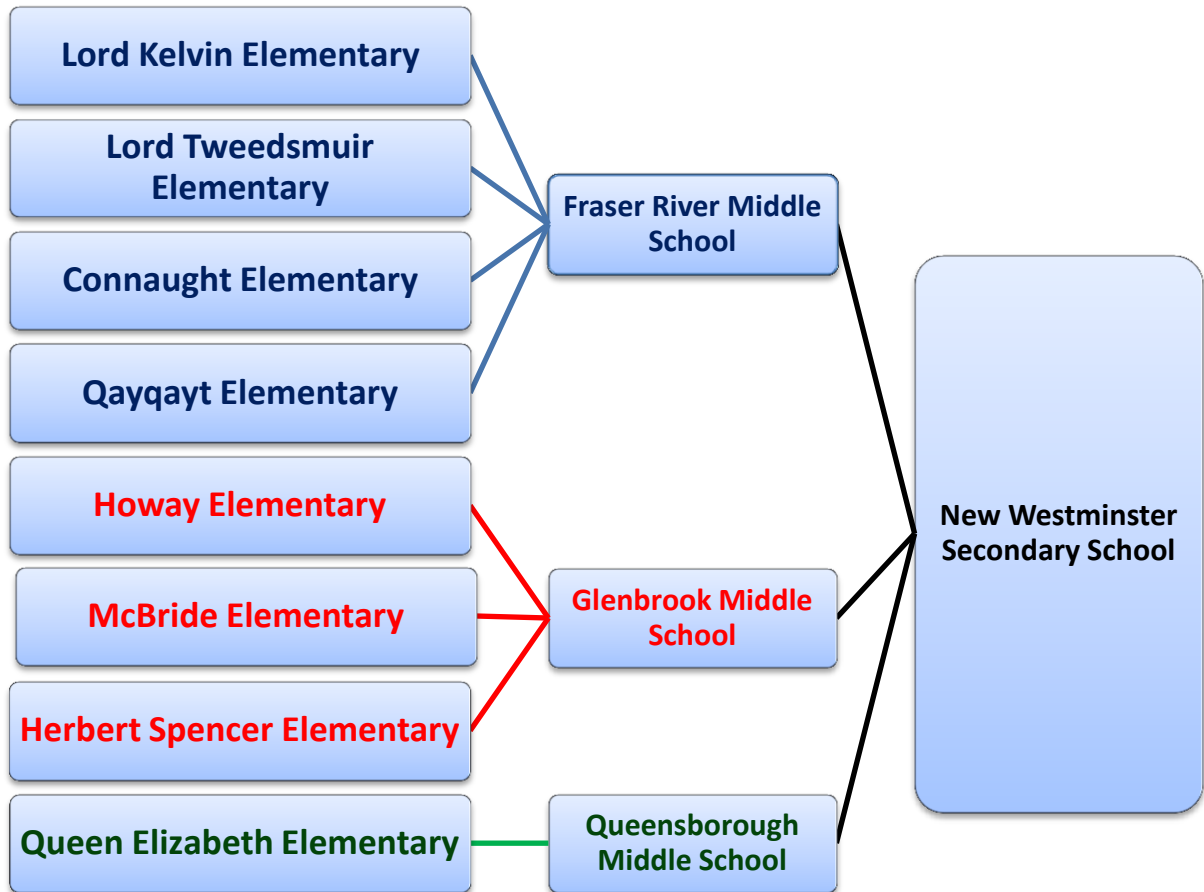 Lord Kelvin Elementary
Lord Tweedsmuir
Elementary
Connaught Elementary
Qayqayt Elementary
Howay Elementary
McBride Elementary
Herbert Spencer Elementary
Queen Elizabeth Elementary
Fraser River Middle
School
Glenbrook Middle
School
Queensborough
Middle School
New Westminster
Secondary School